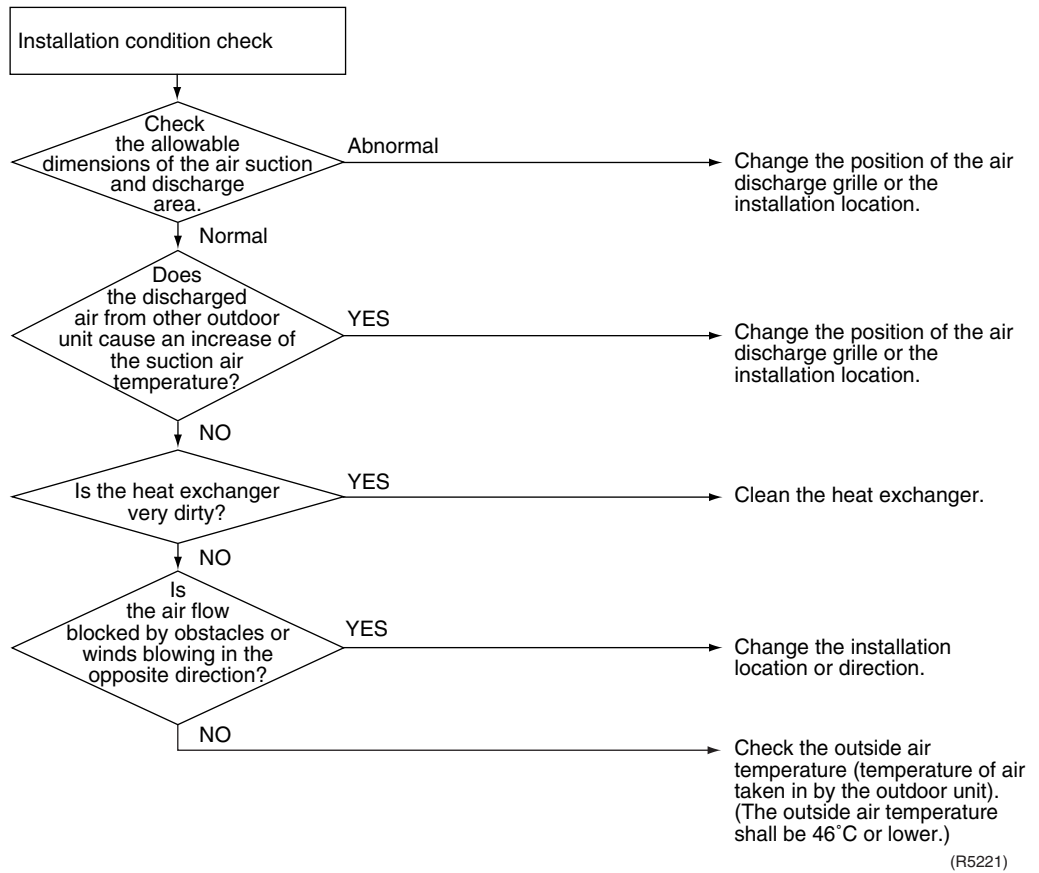 Installation condition check
Check
the allowable
dimensions of the air suction
and discharge
area.
Abnormal
Change the position of the air
discharge grille or the
installation location.
Normal
Does
the discharged
air from other outdoor
unit cause an increase of
the suction air
temperature?
YES
Change the position of the air
discharge grille or the
installation location.
NO
Is the heat exchanger
very dirty?
YES
Clean the heat exchanger.
NO
Is
the air flow
blocked by obstacles or
winds blowing in the
opposite direction?
YES
Change the installation
location or direction.
NO
Check the outside air
temperature (temperature of air
taken in by the outdoor unit).
(The outside air temperature
shall be 46˚C or lower.)
(R5221)